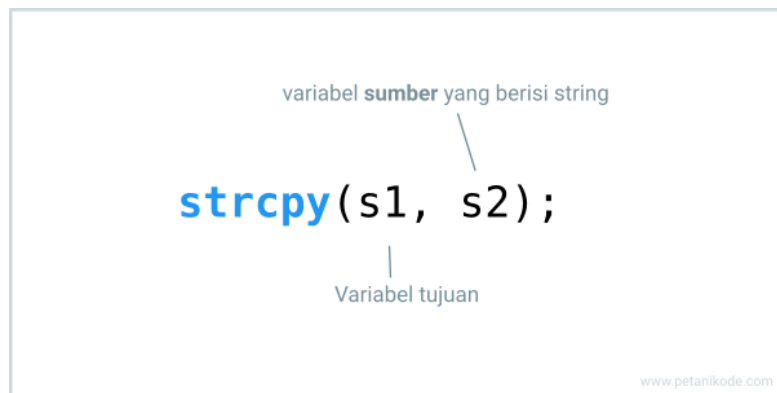 variabel sumber yang berisi string
strcpy(s1, s2);
Variabel tujuan
www.petanikode.com